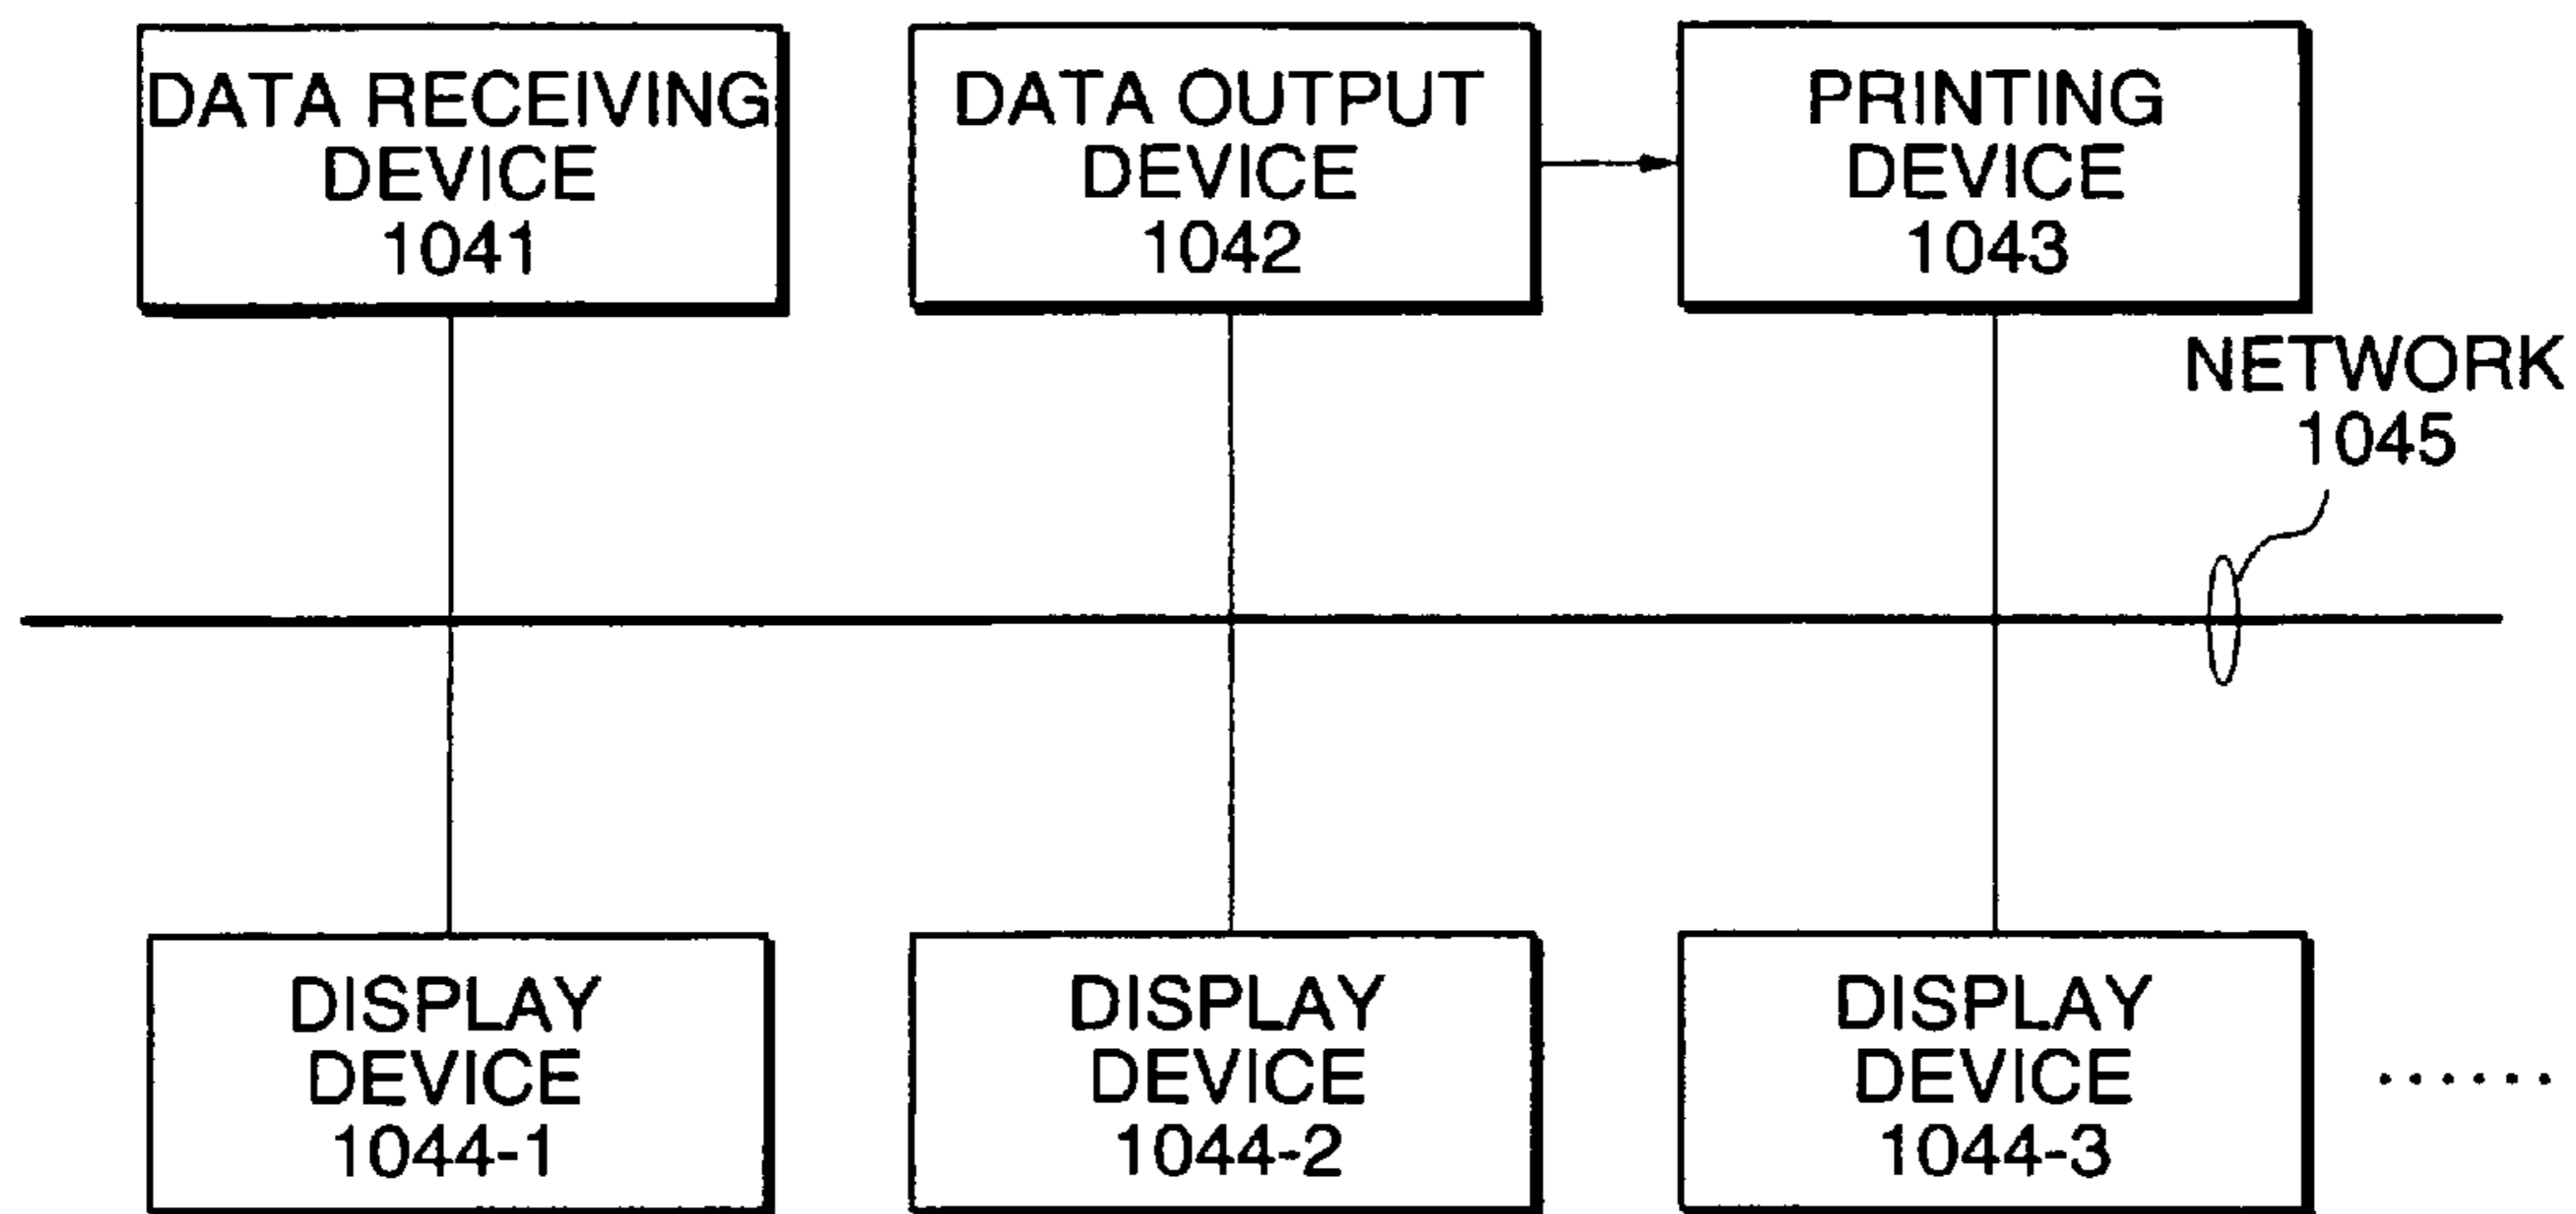 DATA RECEIVING
DEVICE
1041
DATA OUTPUT
DEVICE
1042
PRINTING
DEVICE
1043
NETWORK
1045
DISPLAY
DEVICE
1044-1
DISPLAY
DEVICE
1044-2
DISPLAY
DEVICE
1044-3
......